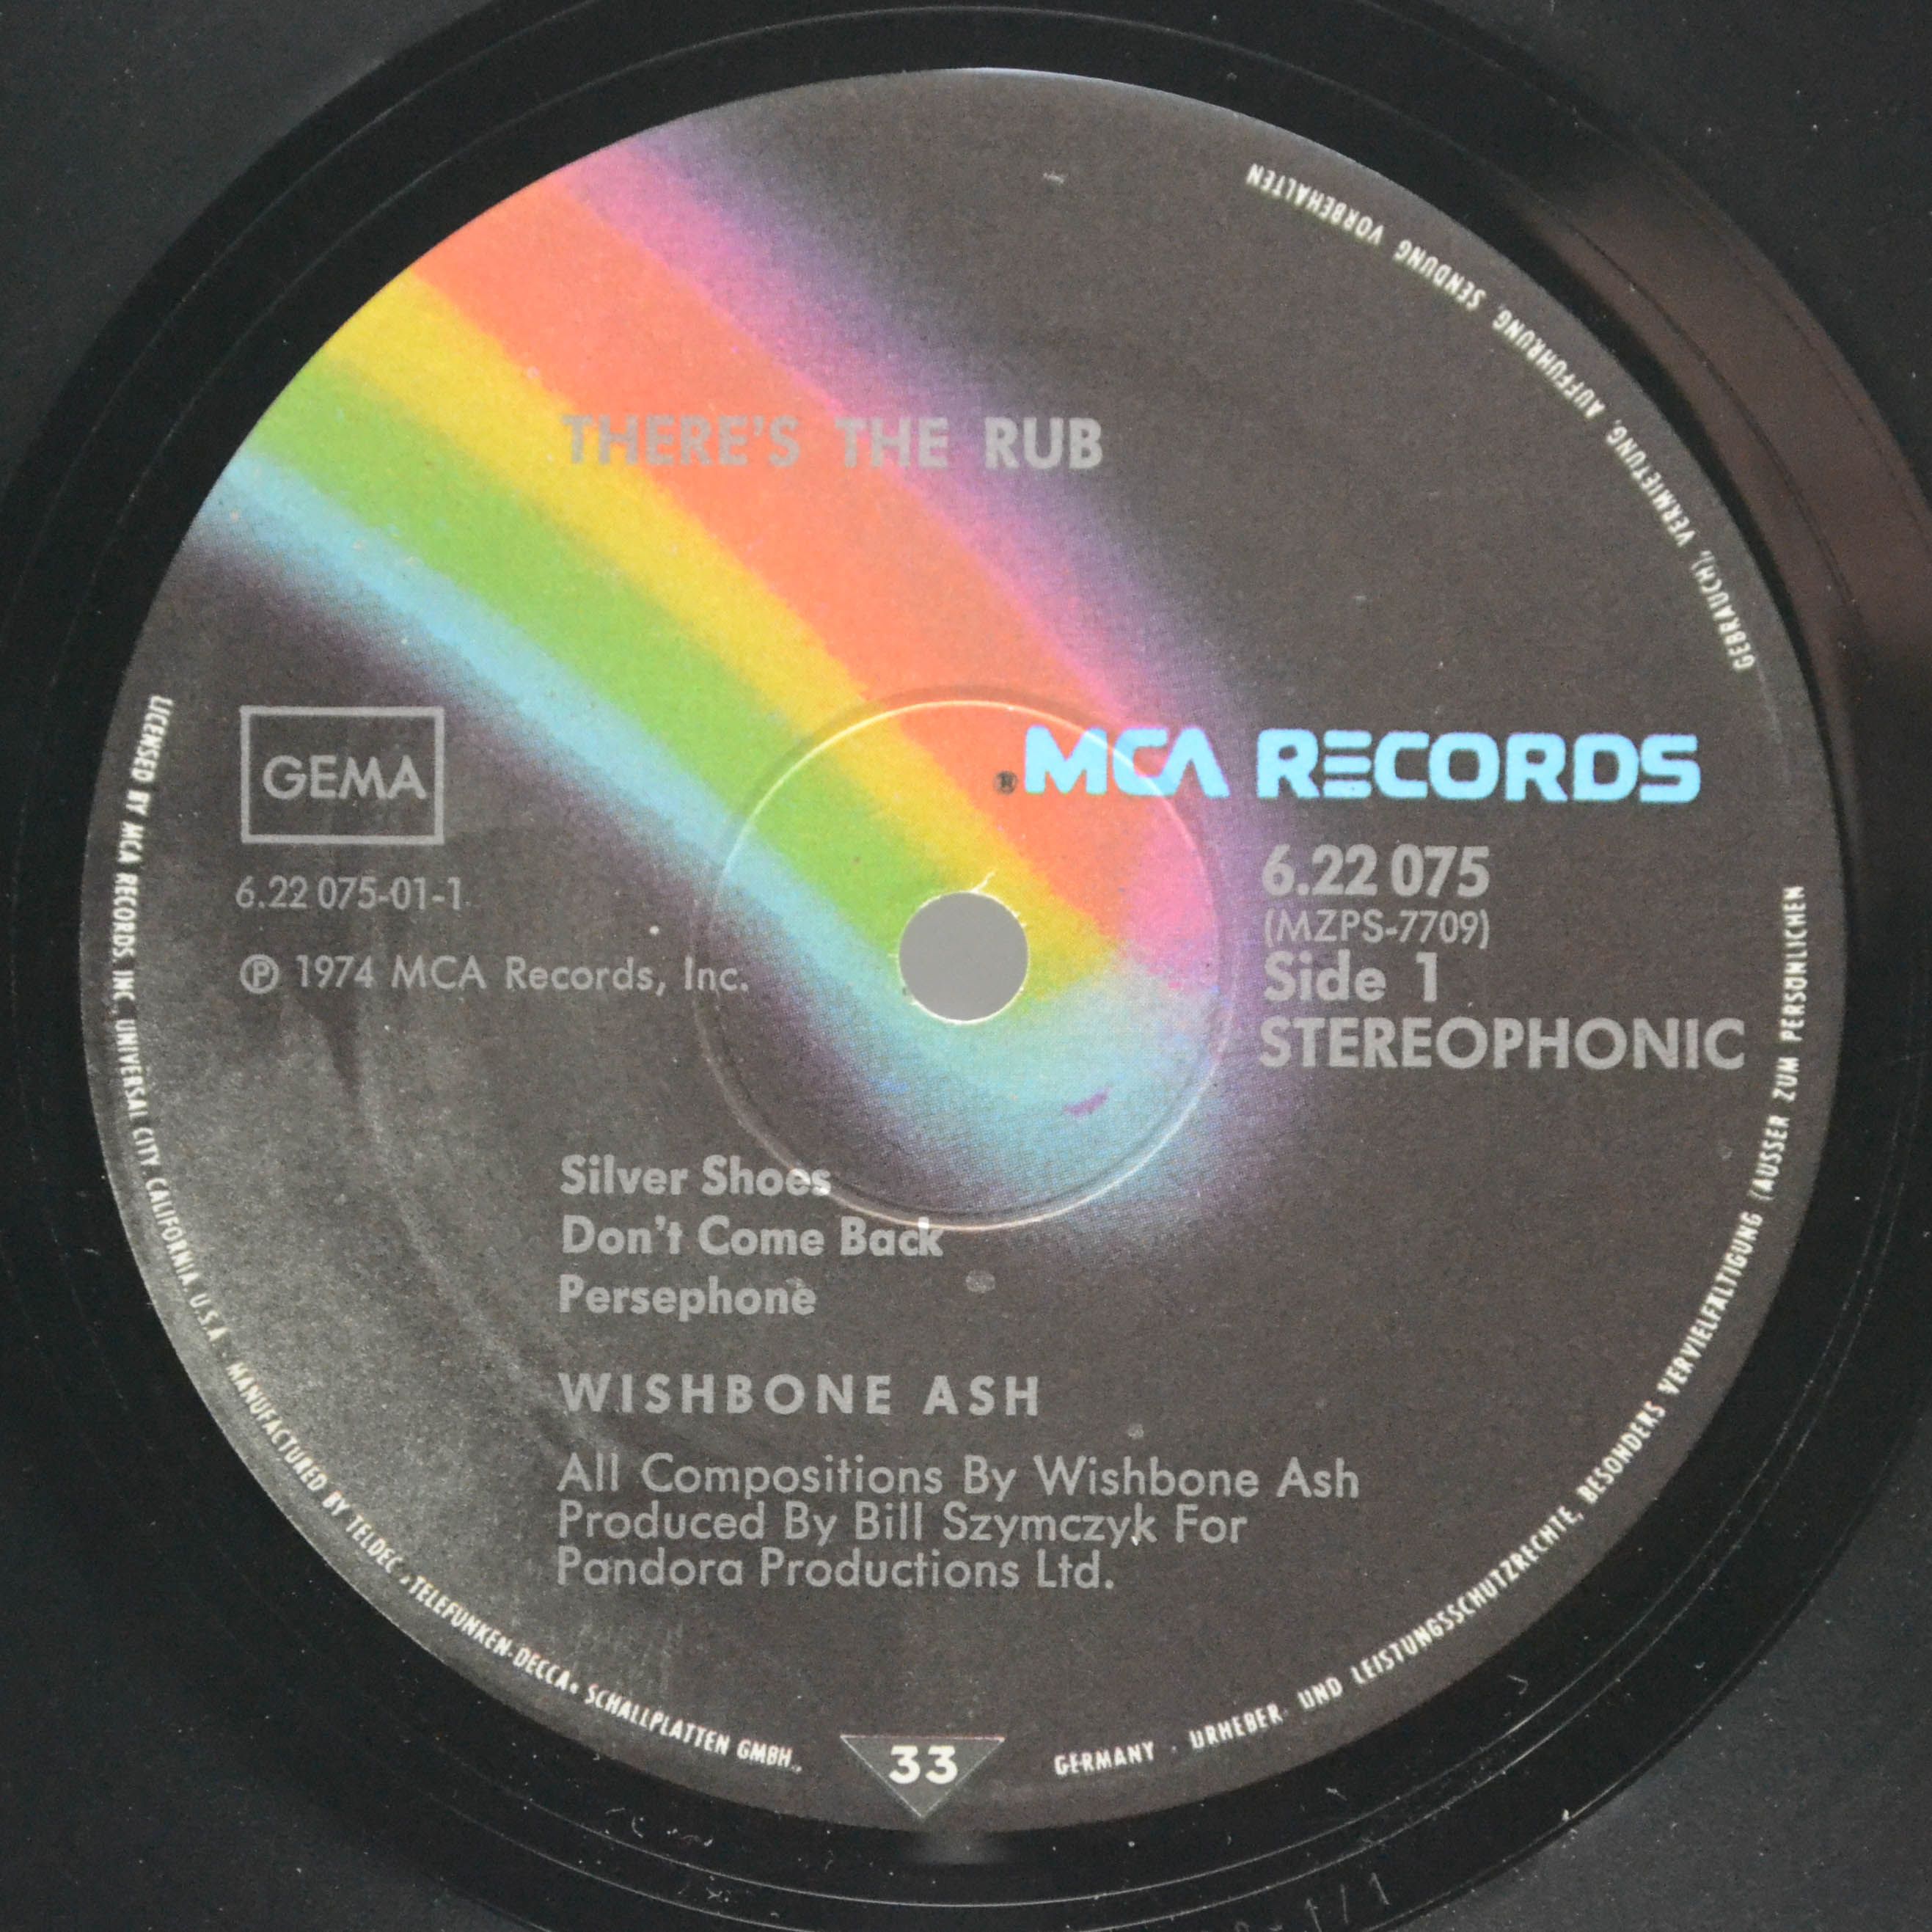 THERE'S THE RUB
® MCA RECORDS
GEMA
6.22 075-01-1
℗ 1974 MCA Records, Inc.
6.22 075
(MZPS-7709)
Side 1
STEREOPHONIC
Silver Shoes
Don't Come Back
Persephone
WISHBONE ASH
All Compositions By Wishbone Ash
Produced By Bill Szymczyk For
Pandora Productions Ltd.
33
LICENSED BY MCA RECORDS INC. UNIVERSAL CITY, CALIFORNIA, U.S.A · MANUFACTURED BY TELDEC »TELEFUNKEN-DECCA« SCHALLPLATTEN GMBH.,
GERMANY · URHEBER- UND LEISTUNGSSCHUTZRECHTE, BESONDERS VERVIELFÄLTIGUNG (AUSSER ZUM PERSÖNLICHEN
GEBRAUCH), VERMIETUNG, AUFFÜHRUNG, SENDUNG VORBEHALTEN